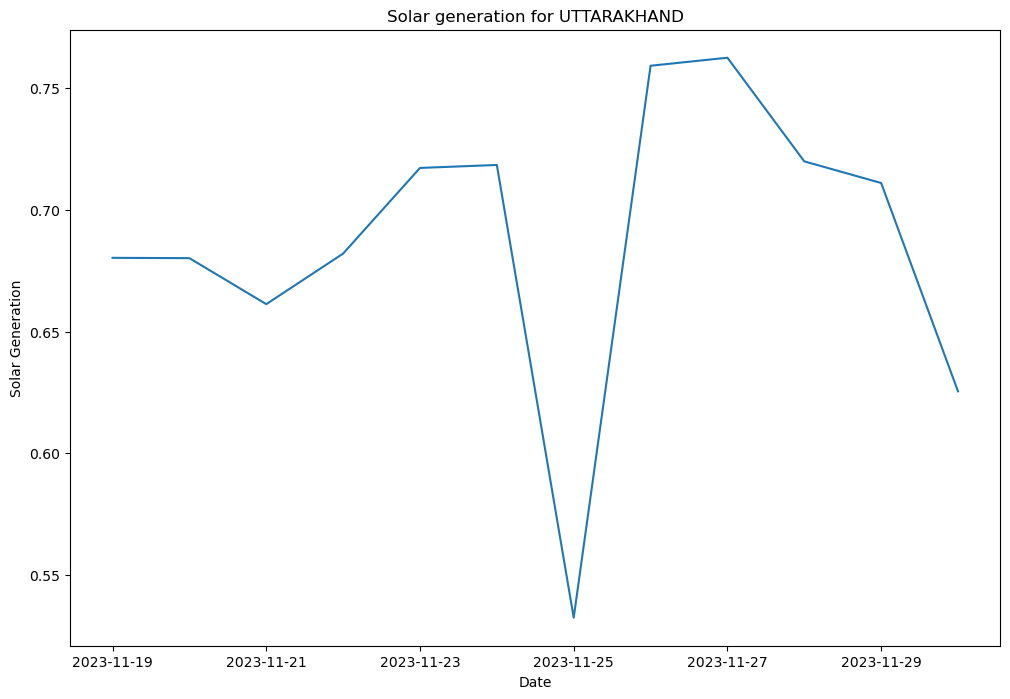 Solar generation for UTTARAKHAND
Solar Generation
0.75
0.70
0.65
0.60
0.55
2023-11-19 2023-11-21 2023-11-23 2023-11-25 2023-11-27 2023-11-29
Date